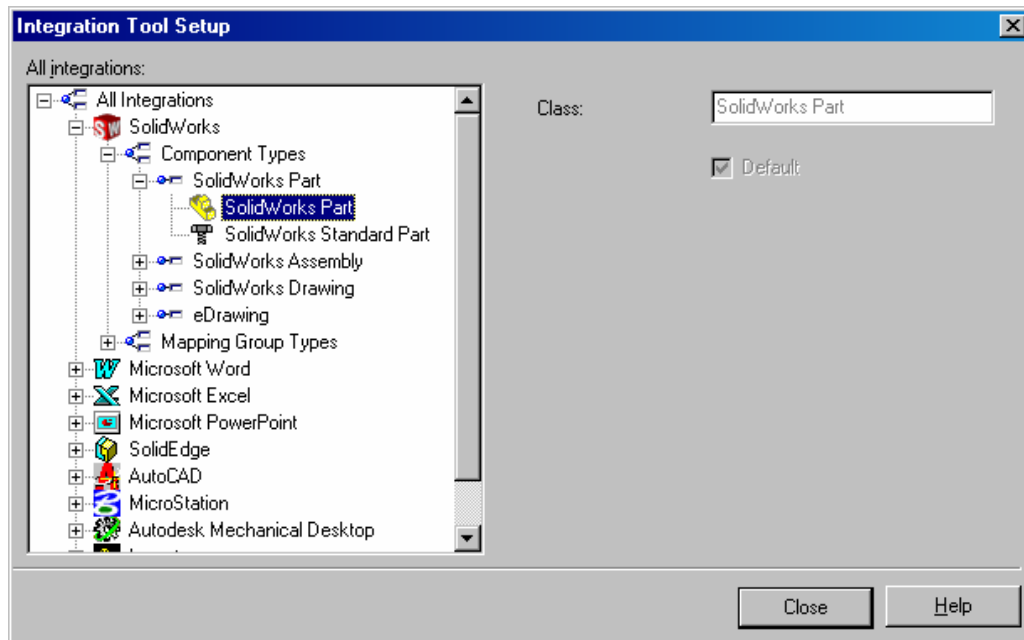 Integration Tool Setup
All integrations:
All Integrations
SolidWorks
Component Types
SolidWorks Part
SolidWorks Part
SolidWorks Standard Part
SolidWorks Assembly
SolidWorks Drawing
eDrawing
Mapping Group Types
Microsoft Word
Microsoft Excel
Microsoft PowerPoint
SolidEdge
AutoCAD
MicroStation
Autodesk Mechanical Desktop
Class:
SolidWorks Part
Default
Close
Help